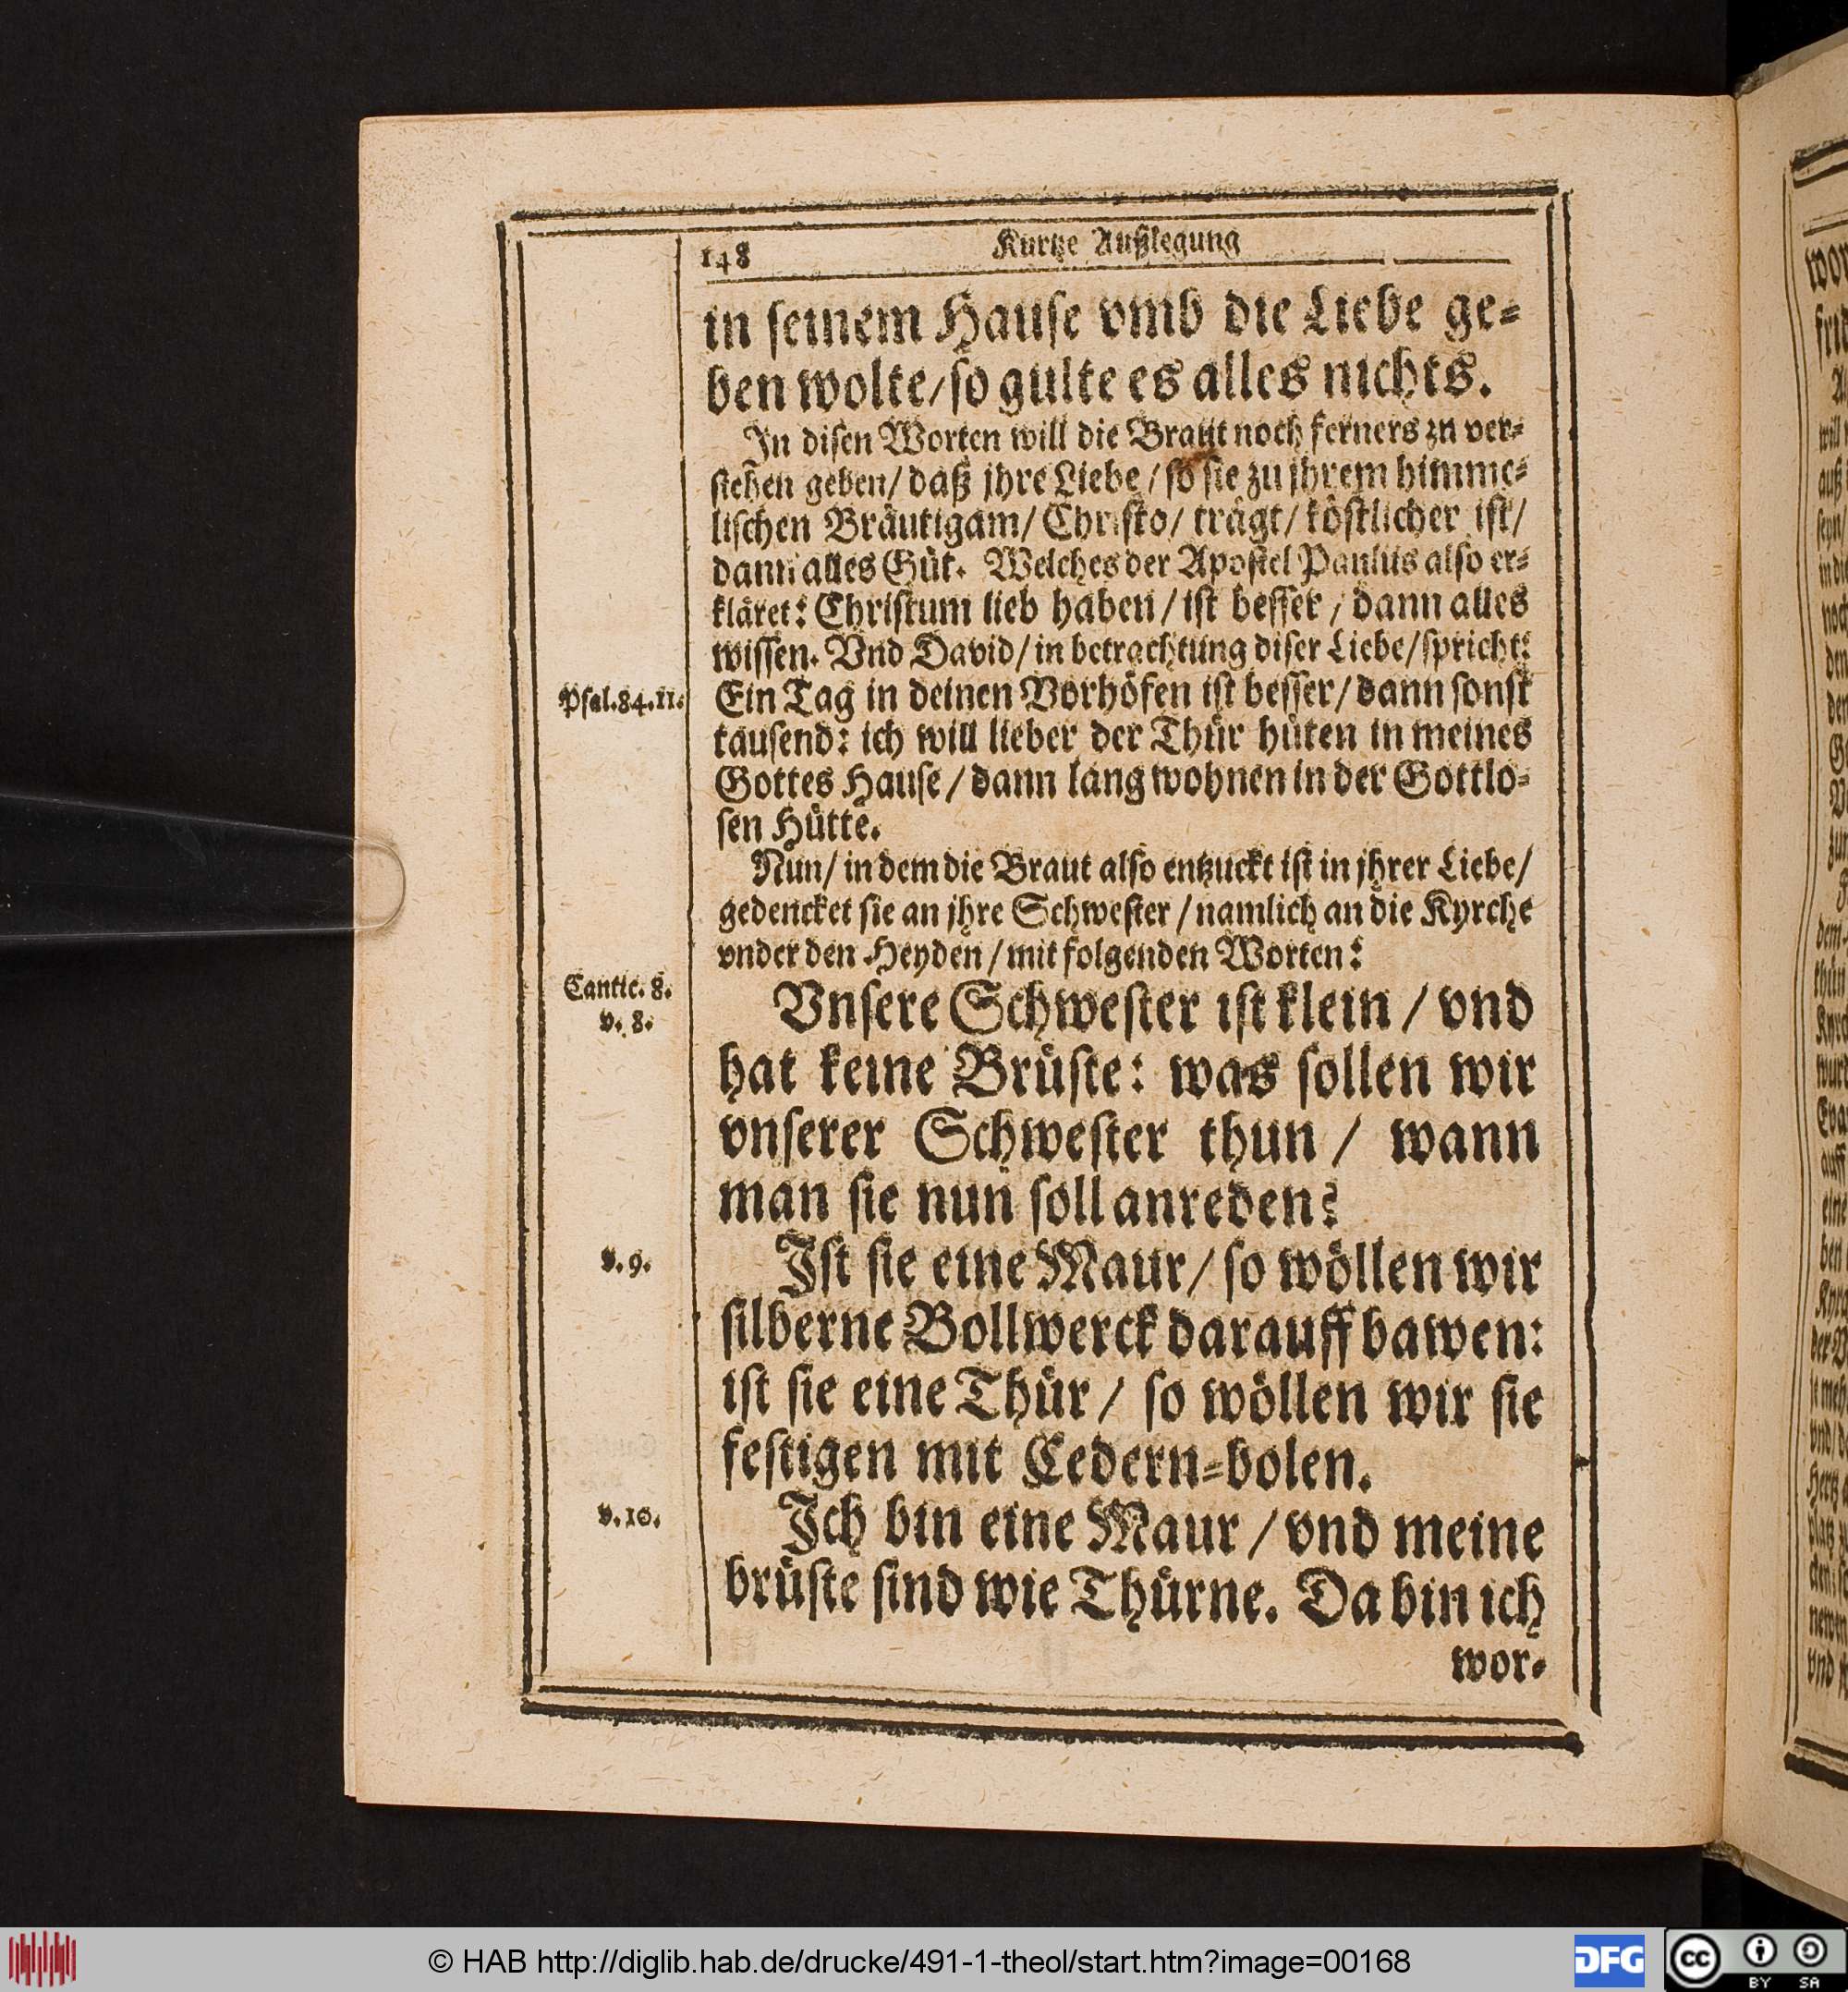 148 Kurtze Außlegung
in seinem Hause vmb die Liebe ge-
ben wolte/so gulte es alles nichts.
In disen Worten will die Braut noch ferners zn ver-
stehen geben/ daß jhre Liebe / so sie zu jhrem himme-
lischen Bräutigam/ Christo/ trägt/ köstlicher ist/
dann alles Gůt. Welches der Apostel Paulus also er-
kläret: Christum lieb haben / ist besser / dann alles
wissen. Vnd David/ in betrachtung diser Liebe/spricht:
Psal.84.11. Ein Tag in deinen Vorhöfen ist besser/ dann sonst
tausend: ich will lieber der Thür hüten in meines
Gottes Hause / dann lang wohnen in der Gottlo-
sen Hütte.
Nun/ in dem die Braut also entzuckt ist in jhrer Liebe/
gedencket sie an jhre Schwester / namlich an die Kyrche
vnder den Heyden / mit folgenden Worten:
Cantic. 8.
v. 8.
Vnsere Schwester ist klein / vnd
hat keine Brüste: was sollen wir
vnserer Schwester thun / wann
man sie nun soll anreden?
v. 9. Ist sie eine Maur/ so wöllen wir
silberne Bollwerck darauff bawen:
ist sie eine Thür / so wöllen wir sie
festigen mit Cedern-bolen.
v.10. Ich bin eine Maur / vnd meine
brüste sind wie Thürne. Da bin ich
wor-
© HAB http://diglib.hab.de/drucke/491-1-theol/start.htm?image=00168
DFG
cc BY SA